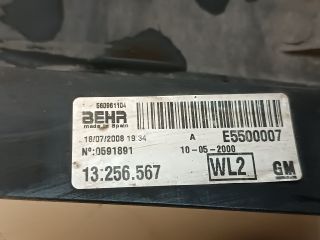 560961104
BEHR
made in Spain
18/07/2008 19:34 A E5500007
Nº:0591891 10-05-2000
13.256.567 WL2 GM